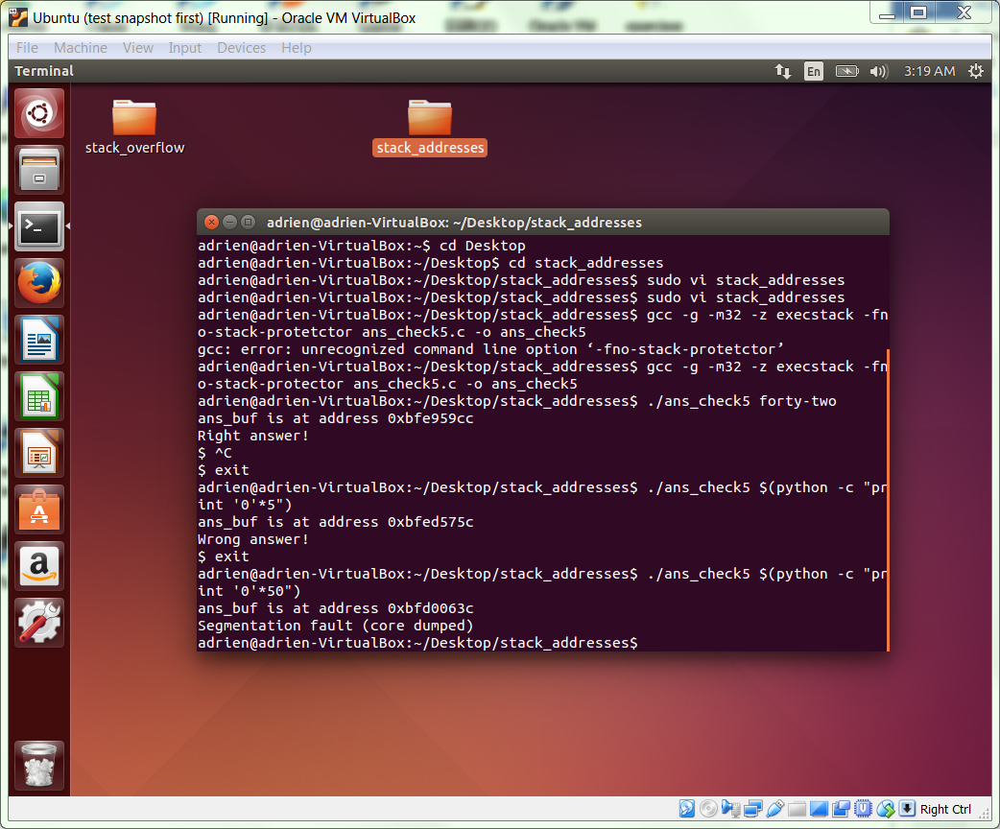 Ubuntu (test snapshot first) [Running] - Oracle VM VirtualBox
File Machine View Input Devices Help
Terminal
En
3:19 AM
stack_overflow
stack_addresses
adrien@adrien-VirtualBox: ~/Desktop/stack_addresses
adrien@adrien-VirtualBox:~$ cd Desktop
adrien@adrien-VirtualBox:~/Desktop$ cd stack_addresses
adrien@adrien-VirtualBox:~/Desktop/stack_addresses$ sudo vi stack_addresses
adrien@adrien-VirtualBox:~/Desktop/stack_addresses$ sudo vi stack_addresses
adrien@adrien-VirtualBox:~/Desktop/stack_addresses$ gcc -g -m32 -z execstack -fn
o-stack-protetctor ans_check5.c -o ans_check5
gcc: error: unrecognized command line option ‘-fno-stack-protetctor’
adrien@adrien-VirtualBox:~/Desktop/stack_addresses$ gcc -g -m32 -z execstack -fn
o-stack-protector ans_check5.c -o ans_check5
adrien@adrien-VirtualBox:~/Desktop/stack_addresses$ ./ans_check5 forty-two
ans_buf is at address 0xbfe959cc
Right answer!
$ ^C
$ exit
adrien@adrien-VirtualBox:~/Desktop/stack_addresses$ ./ans_check5 $(python -c "pr
int '0'*5")
ans_buf is at address 0xbfed575c
Wrong answer!
$ exit
adrien@adrien-VirtualBox:~/Desktop/stack_addresses$ ./ans_check5 $(python -c "pr
int '0'*50")
ans_buf is at address 0xbfd0063c
Segmentation fault (core dumped)
adrien@adrien-VirtualBox:~/Desktop/stack_addresses$
a
Right Ctrl